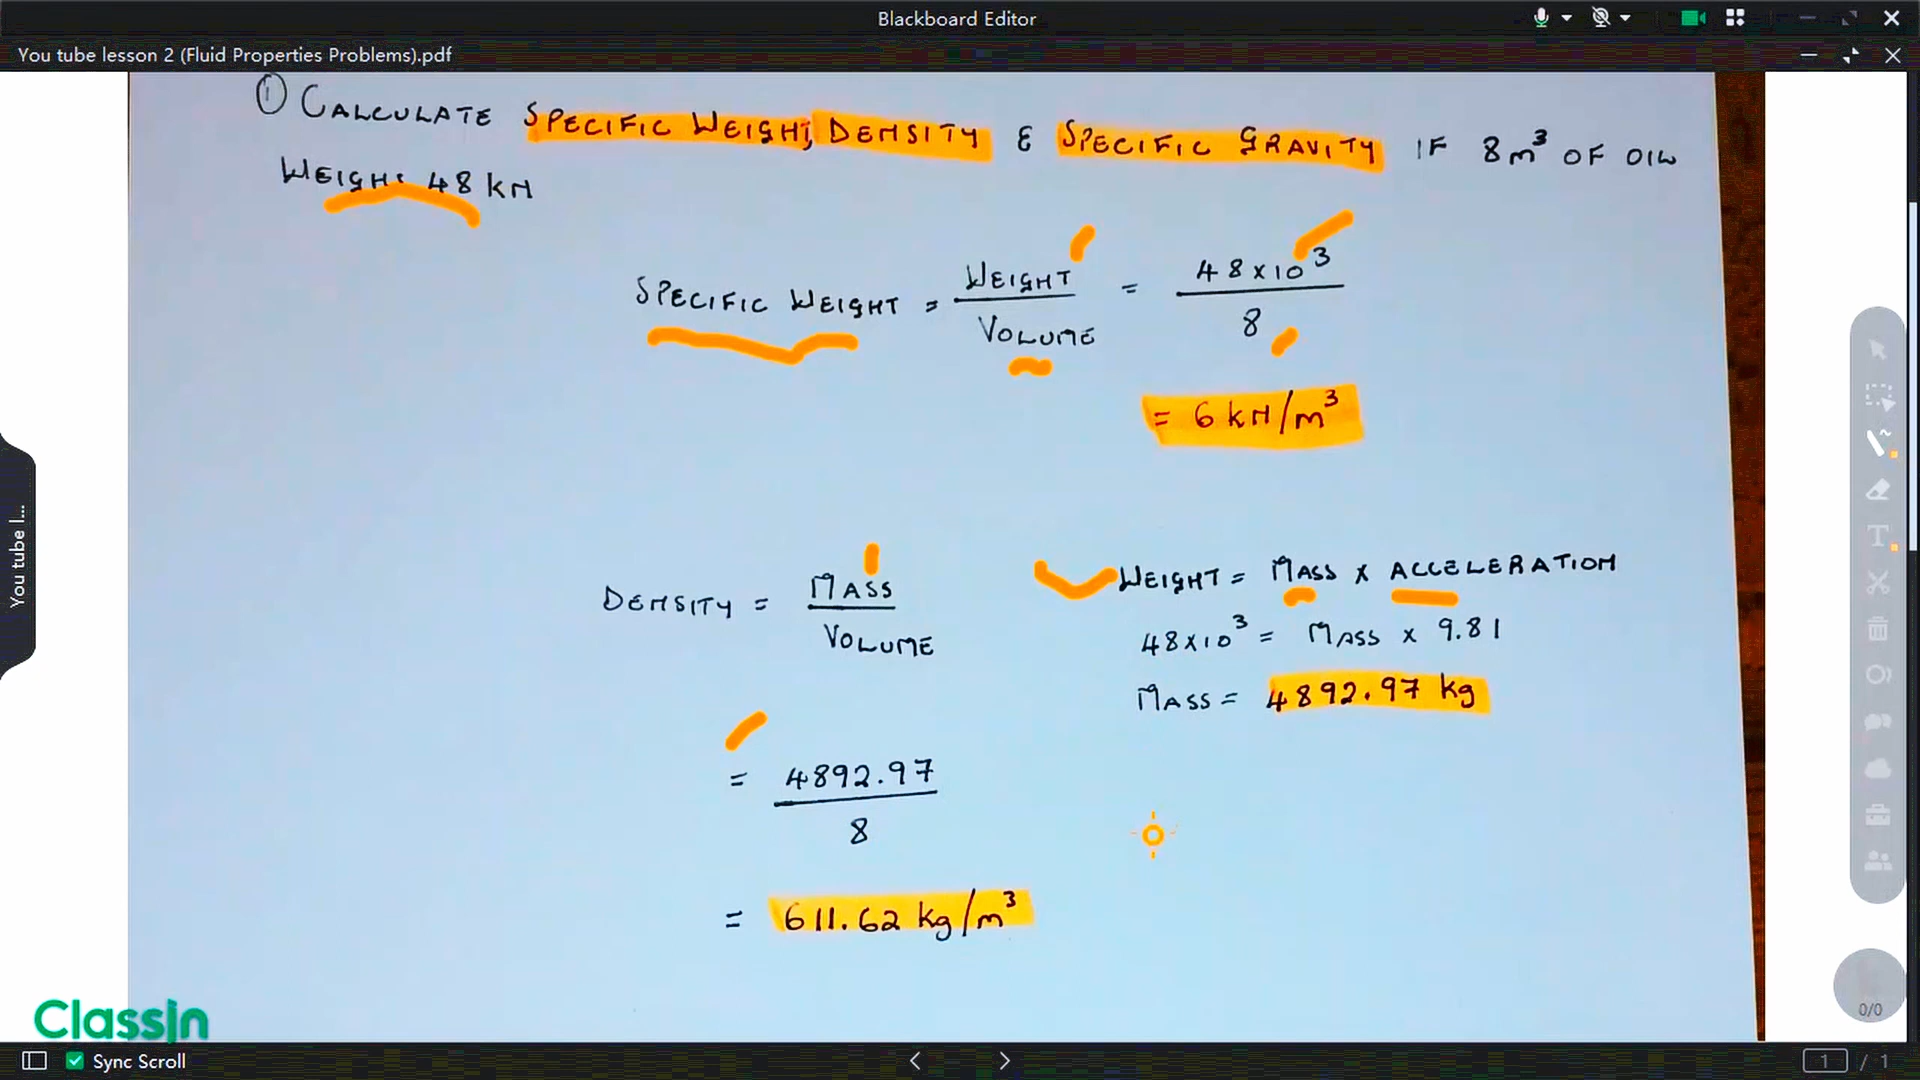 Blackboard Editor
You tube lesson 2 (Fluid Properties Problems).pdf
① CALCULATE SPECIFIC WEIGHT, DENSITY & SPECIFIC GRAVITY IF 8m³ OF OIL
WEIGHS 48 kN
SPECIFIC WEIGHT = WEIGHT / VOLUME = 48x10³ / 8
= 6 kN/m³
DENSITY = MASS / VOLUME
WEIGHT = MASS x ACCELERATION
48x10³ = MASS x 9.81
MASS = 4892.97 kg
= 4892.97 / 8
= 611.62 kg/m³
You tube l...
T
0/0
ClassIn
Sync Scroll
1 / 1